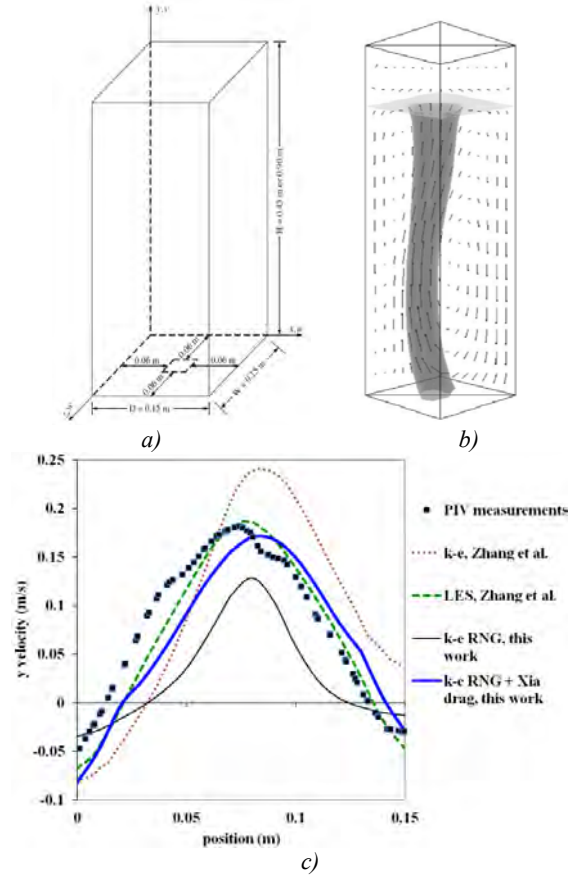 y,v
H = 0.45 m or 0.90 m
x,u
0.06 m
0.06 m
0.06 m
0.06 m
W = 0.15 m
z,w
D = 0.15 m
a)
b)
0.25
0.2
0.15
0.1
0.05
0
-0.05
-0.1
y velocity (m/s)
0
0.05
0.1
0.15
position (m)
PIV measurements
k-e, Zhang et al.
LES, Zhang et al.
k-e RNG, this
work
k-e RNG + Xia
drag, this work
c)